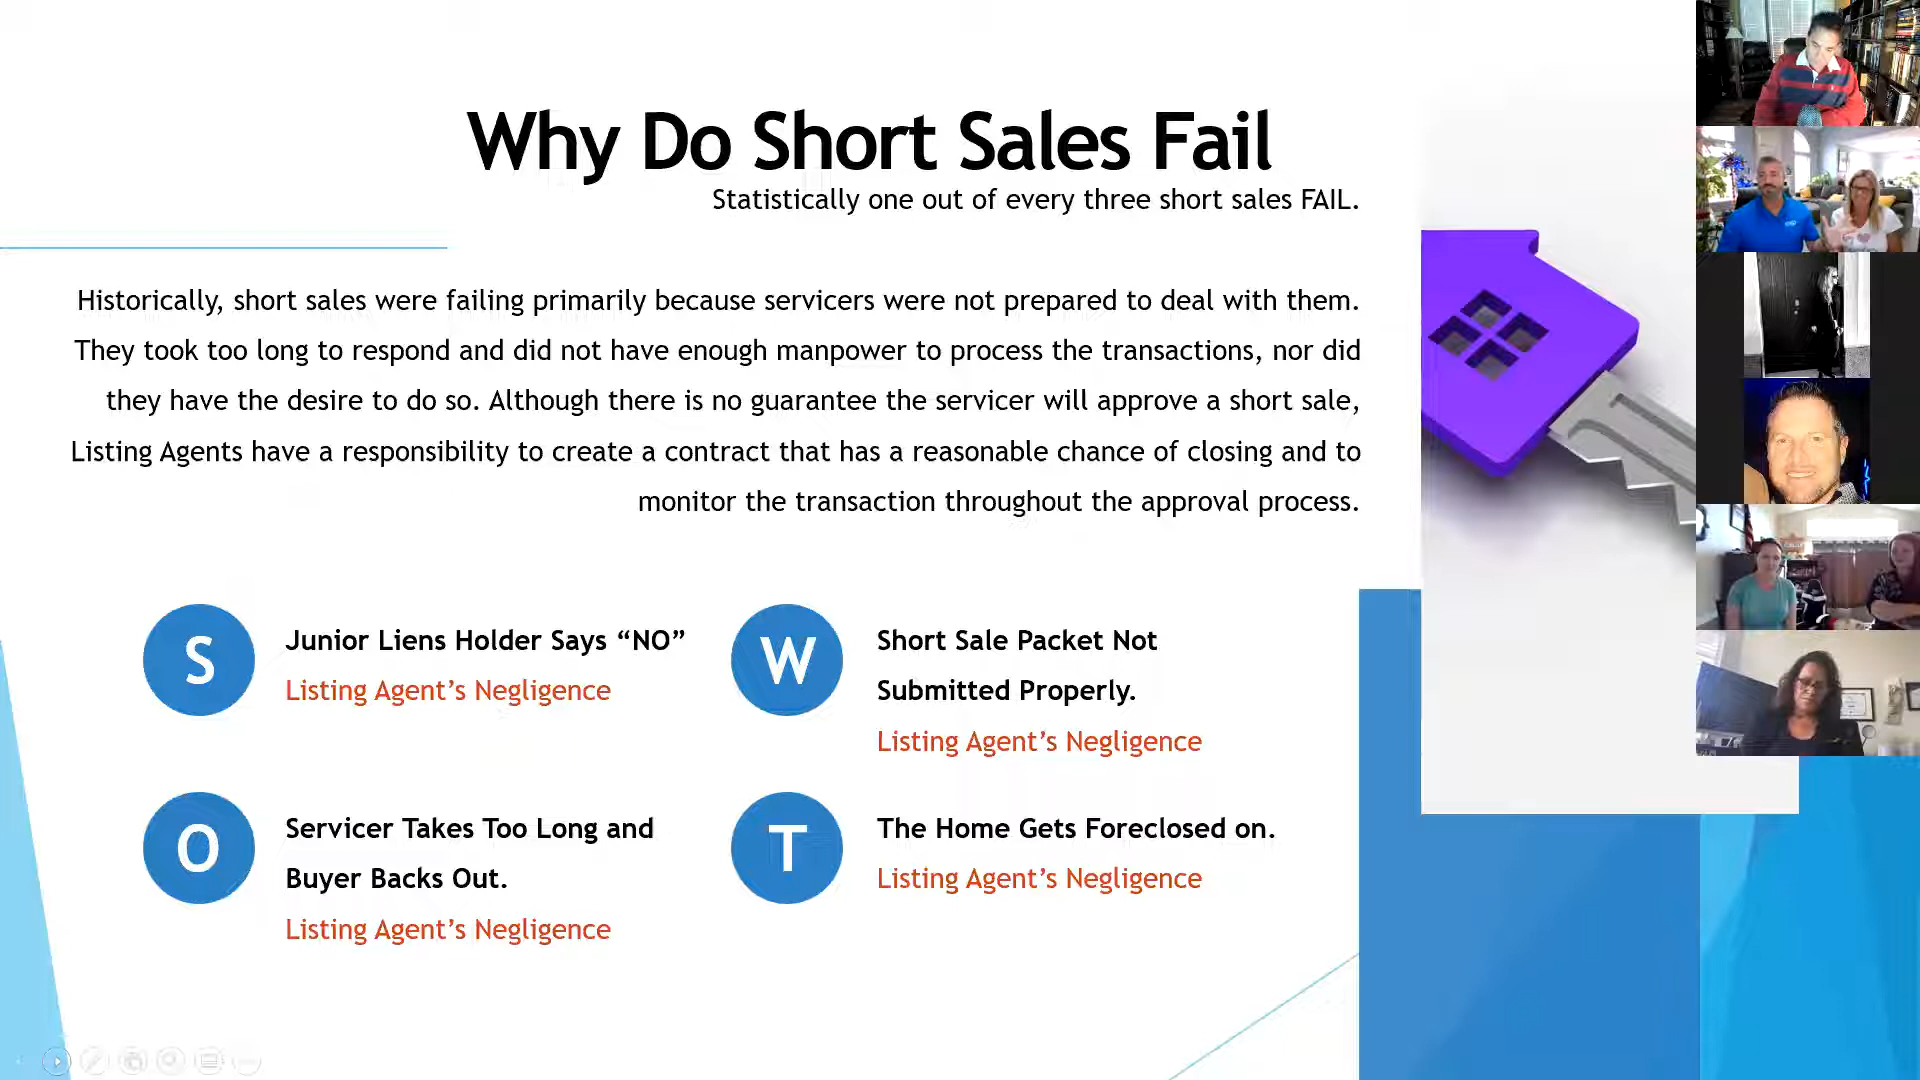 Why Do Short Sales Fail
Statistically one out of every three short sales FAIL.
Historically, short sales were failing primarily because servicers were not prepared to deal with them.
They took too long to respond and did not have enough manpower to process the transactions, nor did
they have the desire to do so. Although there is no guarantee the servicer will approve a short sale,
Listing Agents have a responsibility to create a contract that has a reasonable chance of closing and to
monitor the transaction throughout the approval process.
S
Junior Liens Holder Says “NO”
Listing Agent’s Negligence
W
Short Sale Packet Not
Submitted Properly.
Listing Agent’s Negligence
O
Servicer Takes Too Long and
Buyer Backs Out.
Listing Agent’s Negligence
T
The Home Gets Foreclosed on.
Listing Agent’s Negligence